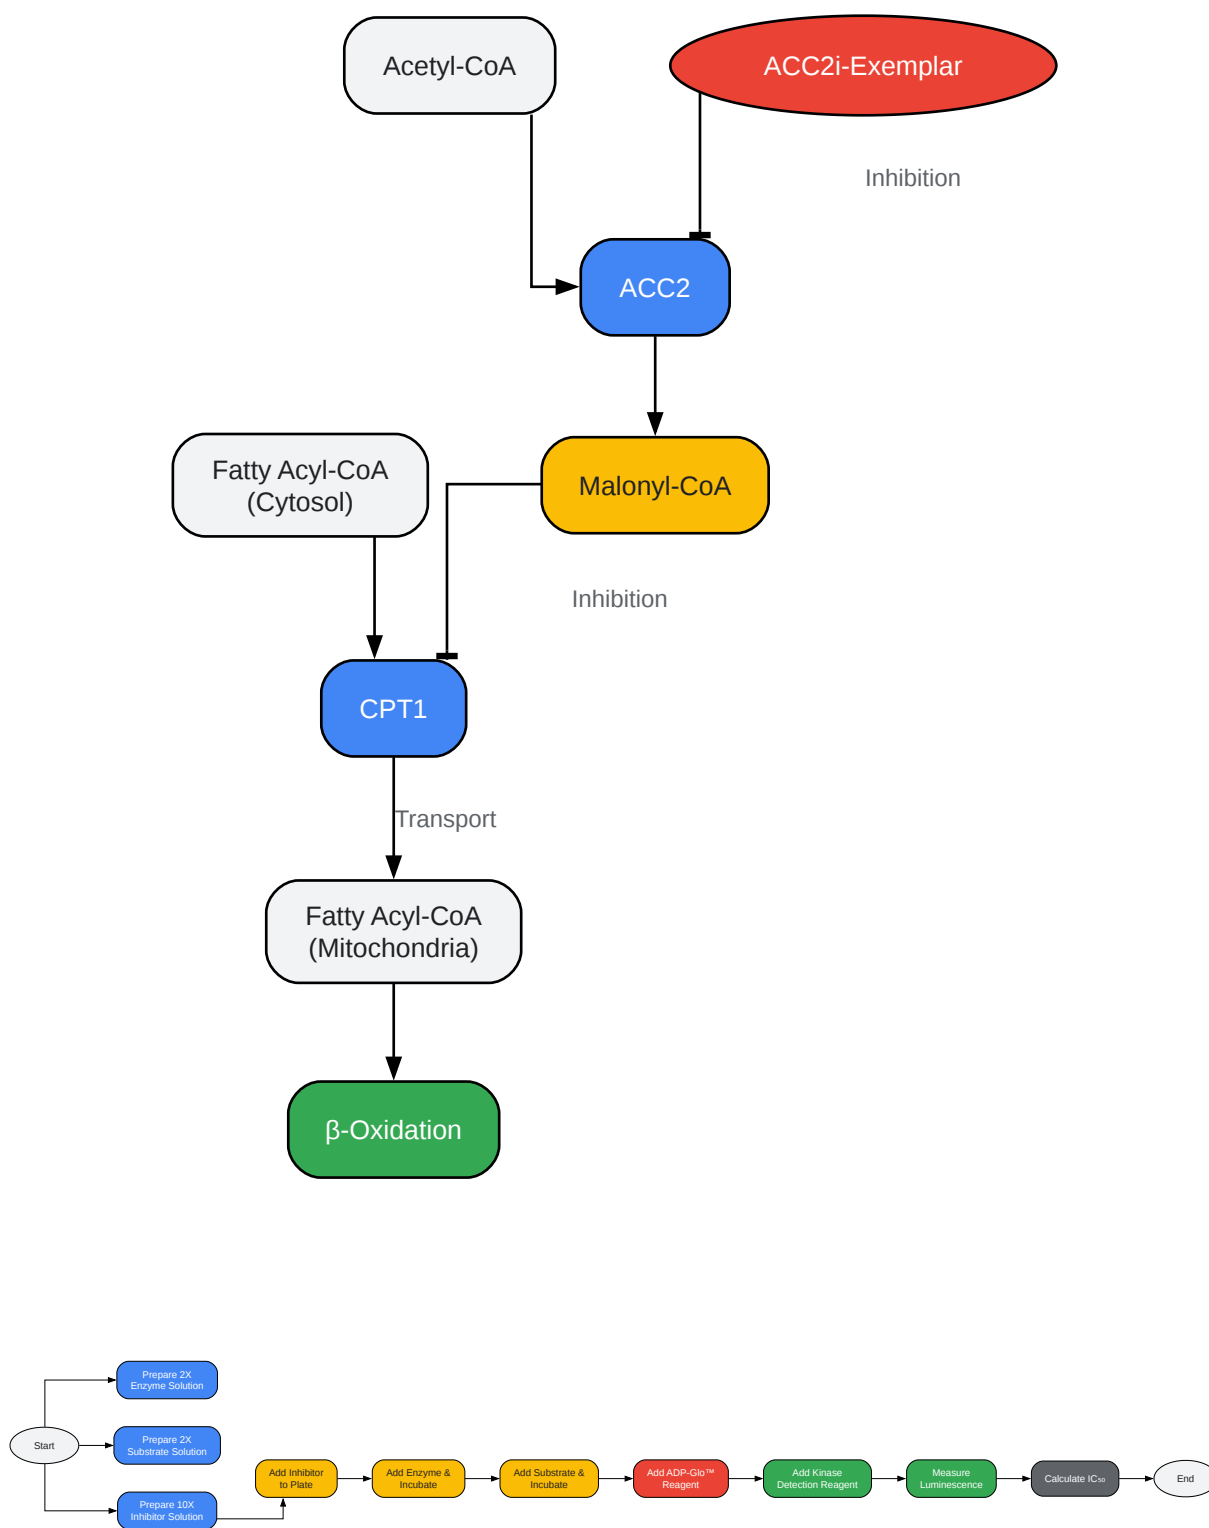 Acetyl-CoA
ACC2i-Exemplar
Inhibition
ACC2
Fatty Acyl-CoA
(Cytosol)
Malonyl-CoA
Inhibition
CPT1
Transport
Fatty Acyl-CoA
(Mitochondria)
β-Oxidation
Prepare 2X
Enzyme Solution
Start
Prepare 2X
Substrate Solution
Prepare 10X
Inhibitor Solution
Add Inhibitor
to Plate
Add Enzyme &
Incubate
Add Substrate &
Incubate
Add ADP-Glo™
Reagent
Add Kinase
Detection Reagent
Measure
Luminescence
Calculate IC₅₀
End